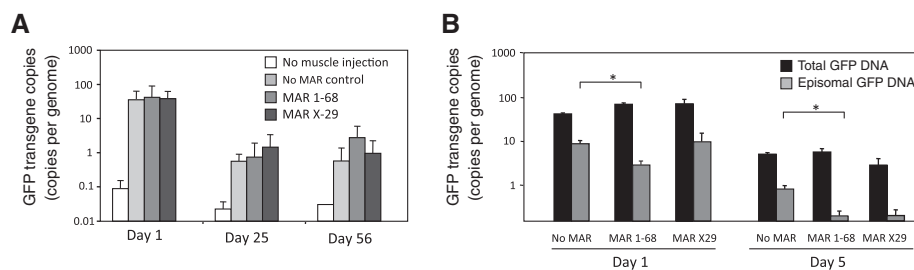 A
GFP transgene copies
(copies per genome)
1000
100
10
1
0.1
0.01
No muscle injection
No MAR control
MAR 1-68
MAR X-29
Day 1
Day 25
Day 56
B
GFP transgene copies
(copies per genome)
1000
100
10
1
Total GFP DNA
Episomal GFP DNA
*
*
No MAR MAR 1-68 MAR X29
No MAR MAR 1-68 MAR X29
Day 1
Day 5